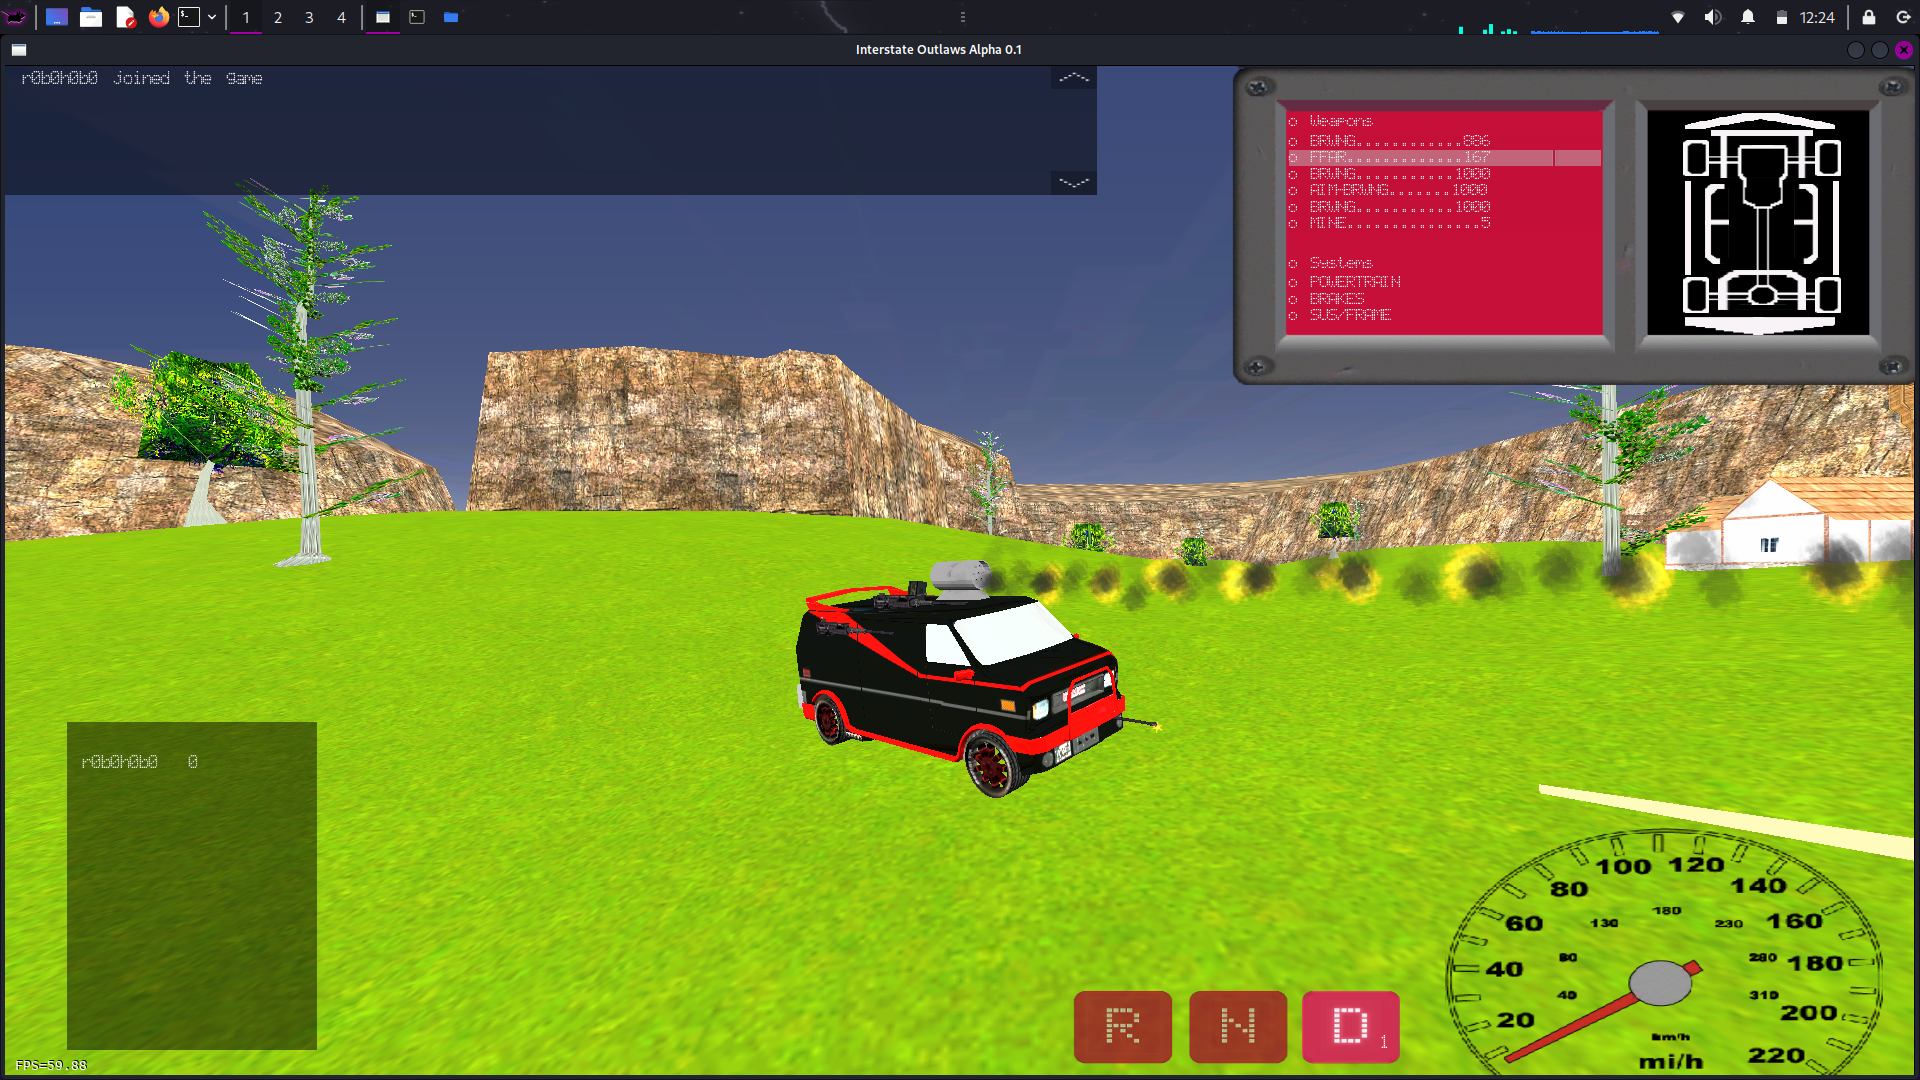 1 2 3 4
12:24
Interstate Outlaws Alpha 0.1
r0b0h0b0 joined the game
Weapons
BRWNG............886
FFAR.............167
BRWNG...........1000
AIM-BRWNG.......1000
BRWNG...........1000
MINE...............5
Systems
POWERTRAIN
BRAKES
SUS/FRAME
r0b0h0b0 0
100 120
80 140
60 130 180 230 160
40 80 280 180
40 310
20 200
km/h
mi/h 220
R N D 1
FPS=59.88